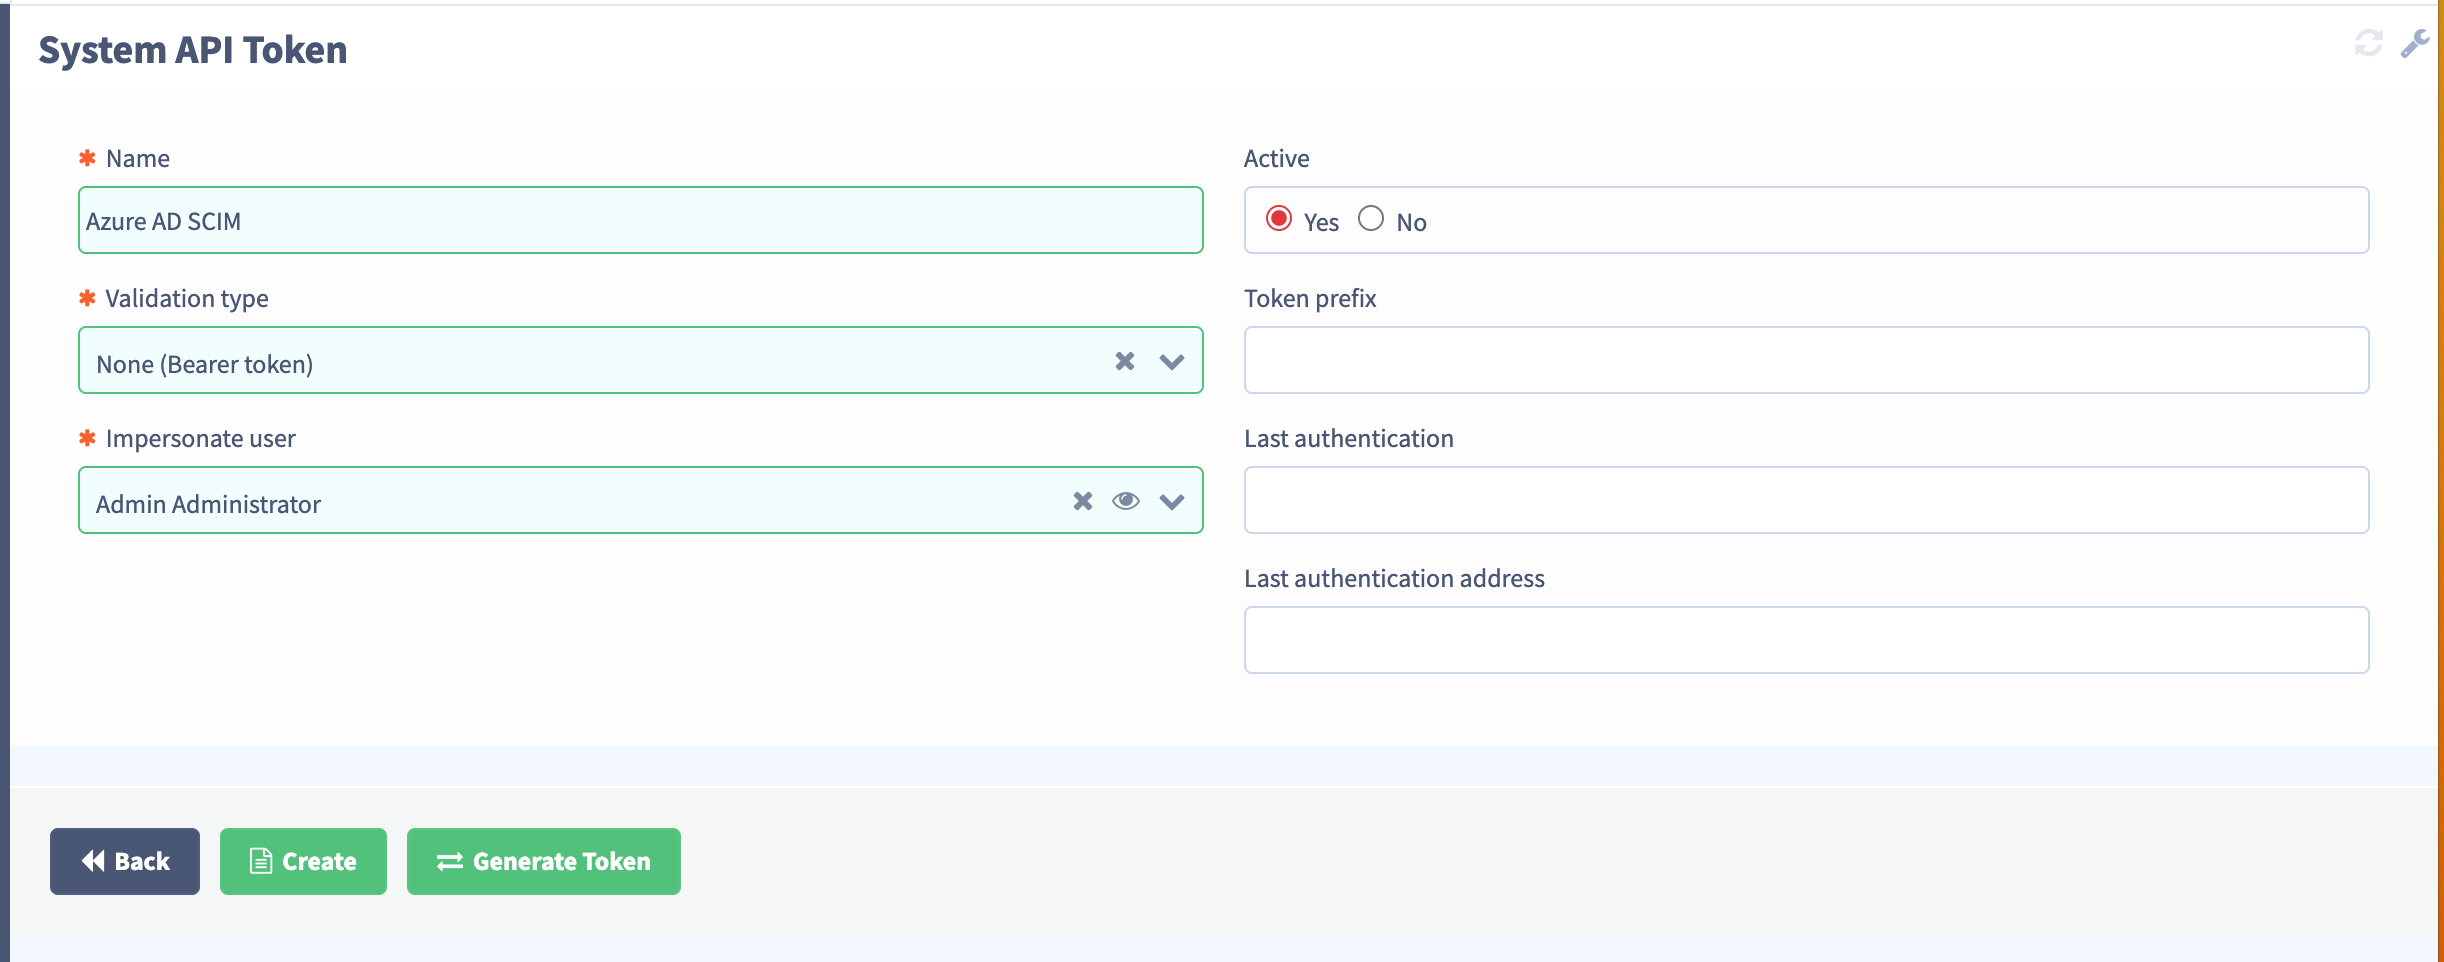 System API Token
✱ Name
Azure AD SCIM
✱ Validation type
None (Bearer token)
✱ Impersonate user
Admin Administrator
Active
Yes No
Token prefix
Last authentication
Last authentication address
Back Create Generate Token